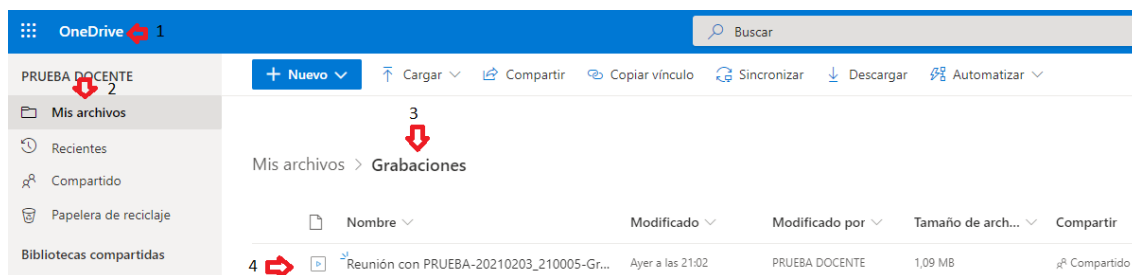 OneDrive 1
Buscar
PRUEBA DOCENTE
2
Mis archivos
Recientes
Compartido
Papelera de reciclaje
Bibliotecas compartidas
+ Nuevo Cargar Compartir Copiar vínculo Sincronizar Descargar Automatizar
3
Mis archivos > Grabaciones
Nombre Modificado Modificado por Tamaño de arch... Compartir
4 Reunión con PRUEBA-20210203_210005-Gr... Ayer a las 21:02 PRUEBA DOCENTE 1,09 MB Compartido